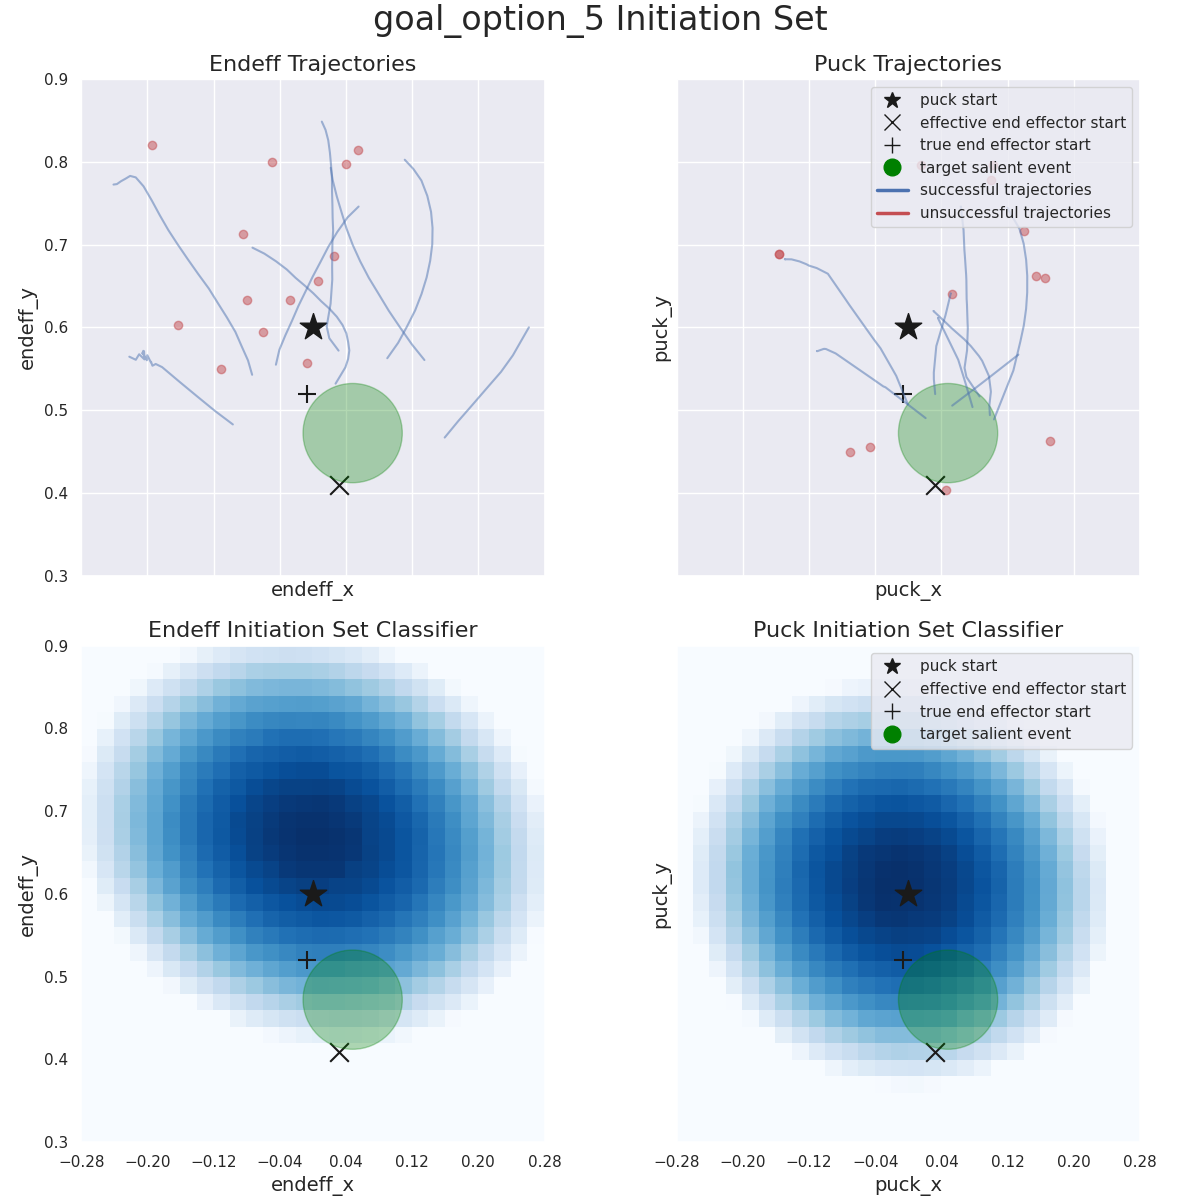 goal_option_5 Initiation Set
Endeff Trajectories
0.9
0.8
0.7
0.6
0.5
0.4
0.3
endeff_y
endeff_x
Puck Trajectories
puck start
effective end effector start
true end effector start
target salient event
successful trajectories
unsuccessful trajectories
puck_y
puck_x
Endeff Initiation Set Classifier
0.9
0.8
0.7
0.6
0.5
0.4
0.3
endeff_y
−0.28 −0.20 −0.12 −0.04 0.04 0.12 0.20 0.28
endeff_x
Puck Initiation Set Classifier
puck start
effective end effector start
true end effector start
target salient event
puck_y
−0.28 −0.20 −0.12 −0.04 0.04 0.12 0.20 0.28
puck_x